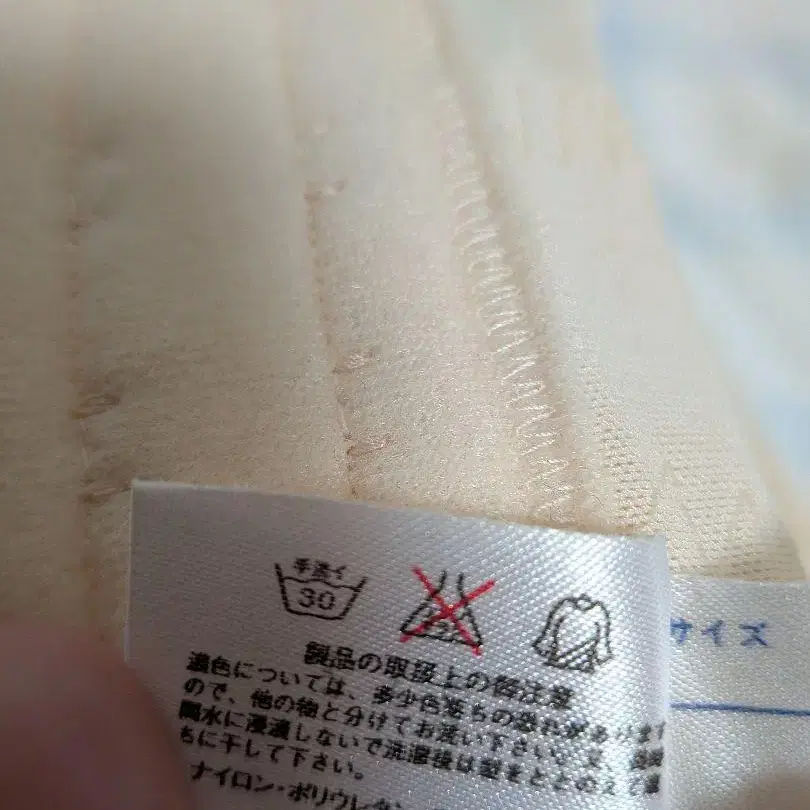 手洗イ
30
サイズ
製品の取扱上の御注意
濃色については、多少色落ちの恐れがあります
ので、他の物と分けてお洗い下さい。又、長時間
水に浸漬しないで洗濯後は型をととのえて直
ちに干して下さい。
ナイロン・ポリウレタン